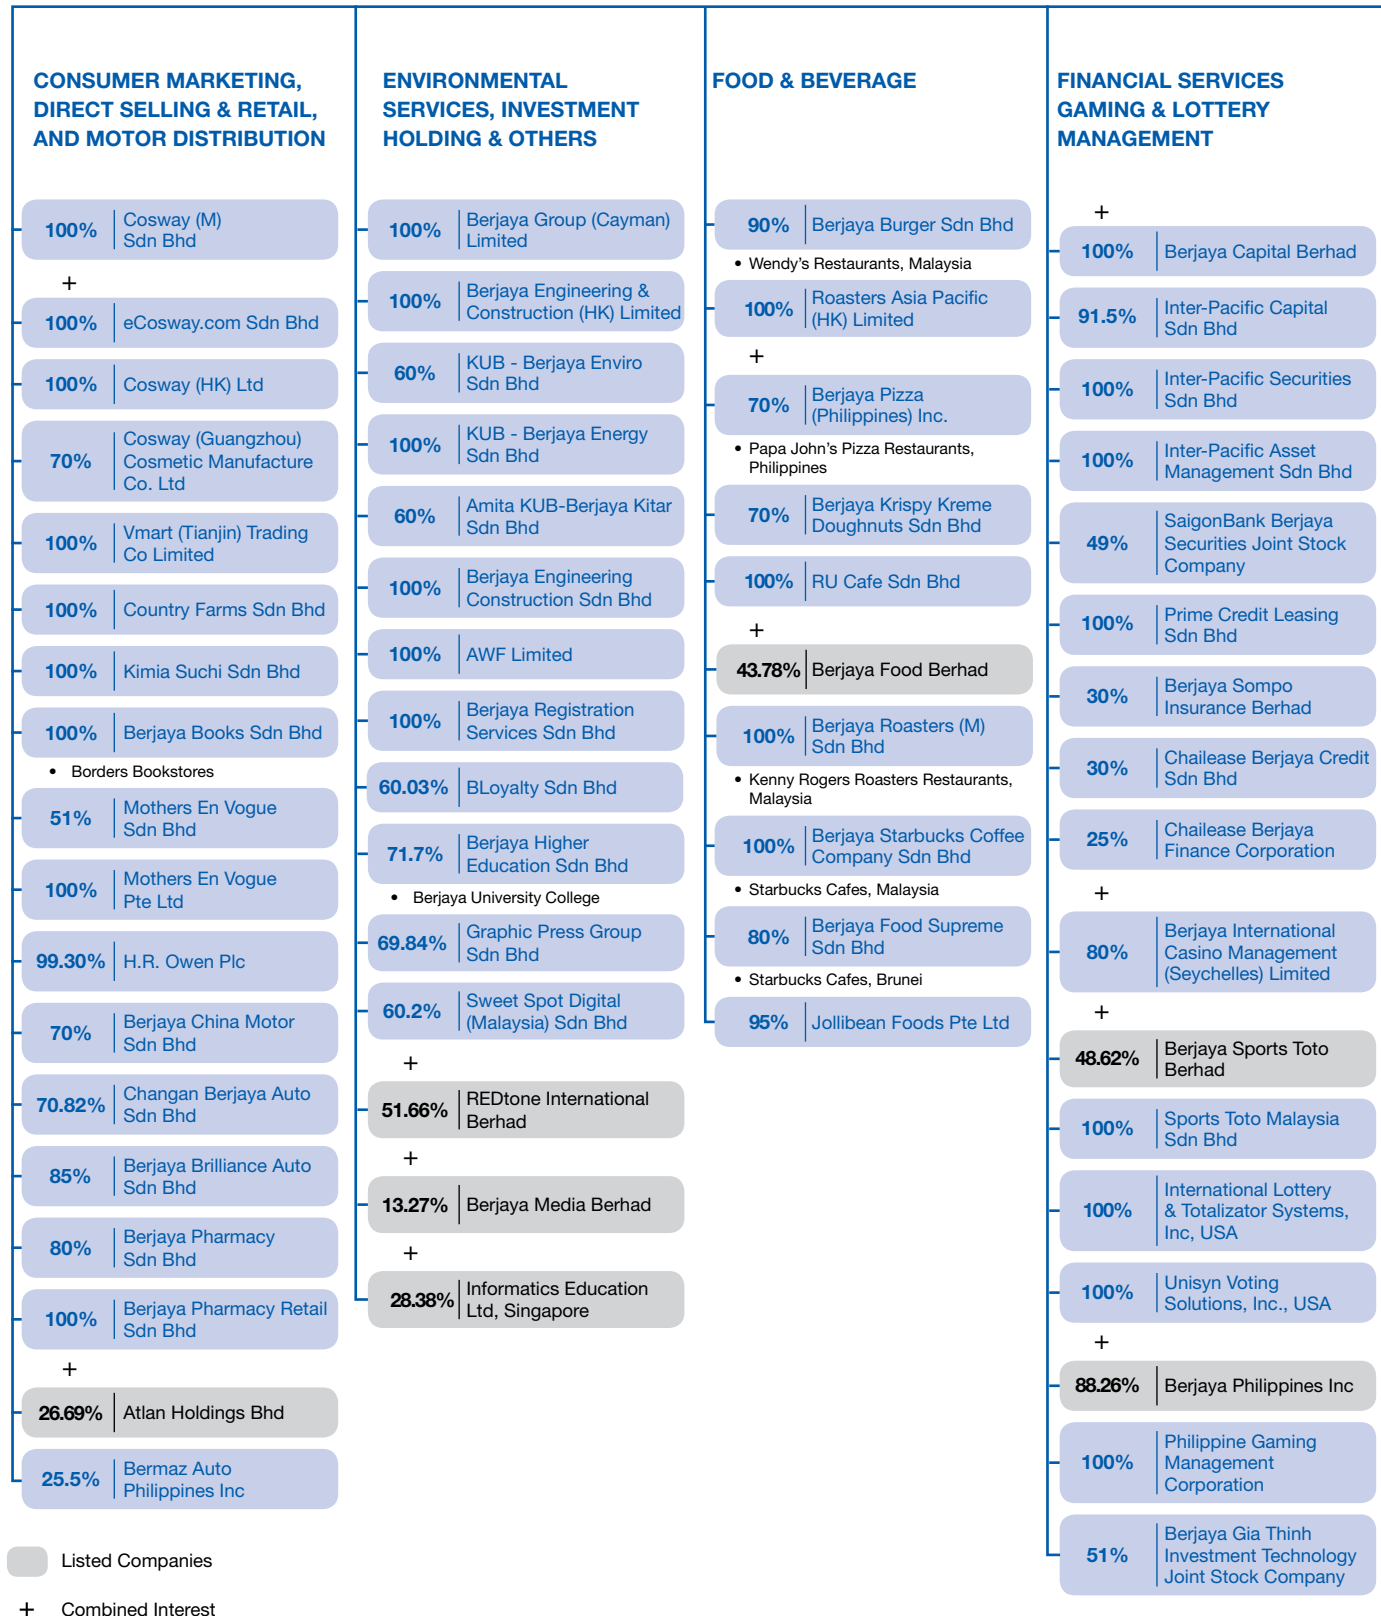 CONSUMER MARKETING,
DIRECT SELLING & RETAIL,
AND MOTOR DISTRIBUTION
100%
Cosway (M)
Sdn Bhd
+
100%
eCosway.com Sdn Bhd
100%
Cosway (HK) Ltd
70%
Cosway (Guangzhou)
Cosmetic Manufacture
Co. Ltd
100%
Vmart (Tianjin) Trading
Co Limited
100%
Country Farms Sdn Bhd
100%
Kimia Suchi Sdn Bhd
100%
Berjaya Books Sdn Bhd
• Borders Bookstores
51%
Mothers En Vogue
Sdn Bhd
100%
Mothers En Vogue
Pte Ltd
99.30%
H.R. Owen Plc
70%
Berjaya China Motor
Sdn Bhd
70.82%
Changan Berjaya Auto
Sdn Bhd
85%
Berjaya Brilliance Auto
Sdn Bhd
80%
Berjaya Pharmacy
Sdn Bhd
100%
Berjaya Pharmacy Retail
Sdn Bhd
+
26.69%
Atlan Holdings Bhd
25.5%
Bermaz Auto
Philippines Inc
ENVIRONMENTAL
SERVICES, INVESTMENT
HOLDING & OTHERS
100%
Berjaya Group (Cayman)
Limited
100%
Berjaya Engineering &
Construction (HK) Limited
60%
KUB - Berjaya Enviro
Sdn Bhd
100%
KUB - Berjaya Energy
Sdn Bhd
60%
Amita KUB-Berjaya Kitar
Sdn Bhd
100%
Berjaya Engineering
Construction Sdn Bhd
100%
AWF Limited
100%
Berjaya Registration
Services Sdn Bhd
60.03%
BLoyalty Sdn Bhd
71.7%
Berjaya Higher
Education Sdn Bhd
• Berjaya University College
69.84%
Graphic Press Group
Sdn Bhd
60.2%
Sweet Spot Digital
(Malaysia) Sdn Bhd
+
51.66%
REDtone International
Berhad
+
13.27%
Berjaya Media Berhad
+
28.38%
Informatics Education
Ltd, Singapore
FOOD & BEVERAGE
90%
Berjaya Burger Sdn Bhd
• Wendy's Restaurants, Malaysia
100%
Roasters Asia Pacific
(HK) Limited
+
70%
Berjaya Pizza
(Philippines) Inc.
• Papa John's Pizza Restaurants,
Philippines
70%
Berjaya Krispy Kreme
Doughnuts Sdn Bhd
100%
RU Cafe Sdn Bhd
+
43.78%
Berjaya Food Berhad
100%
Berjaya Roasters (M)
Sdn Bhd
• Kenny Rogers Roasters Restaurants,
Malaysia
100%
Berjaya Starbucks Coffee
Company Sdn Bhd
• Starbucks Cafes, Malaysia
80%
Berjaya Food Supreme
Sdn Bhd
• Starbucks Cafes, Brunei
95%
Jollibean Foods Pte Ltd
FINANCIAL SERVICES
GAMING & LOTTERY
MANAGEMENT
+
100%
Berjaya Capital Berhad
91.5%
Inter-Pacific Capital
Sdn Bhd
100%
Inter-Pacific Securities
Sdn Bhd
100%
Inter-Pacific Asset
Management Sdn Bhd
49%
SaigonBank Berjaya
Securities Joint Stock
Company
100%
Prime Credit Leasing
Sdn Bhd
30%
Berjaya Sompo
Insurance Berhad
30%
Chailease Berjaya Credit
Sdn Bhd
25%
Chailease Berjaya
Finance Corporation
+
80%
Berjaya International
Casino Management
(Seychelles) Limited
+
48.62%
Berjaya Sports Toto
Berhad
100%
Sports Toto Malaysia
Sdn Bhd
100%
International Lottery
& Totalizator Systems,
Inc, USA
100%
Unisyn Voting
Solutions, Inc., USA
+
88.26%
Berjaya Philippines Inc
100%
Philippine Gaming
Management
Corporation
51%
Berjaya Gia Thinh
Investment Technology
Joint Stock Company
Listed Companies
+ Combined Interest